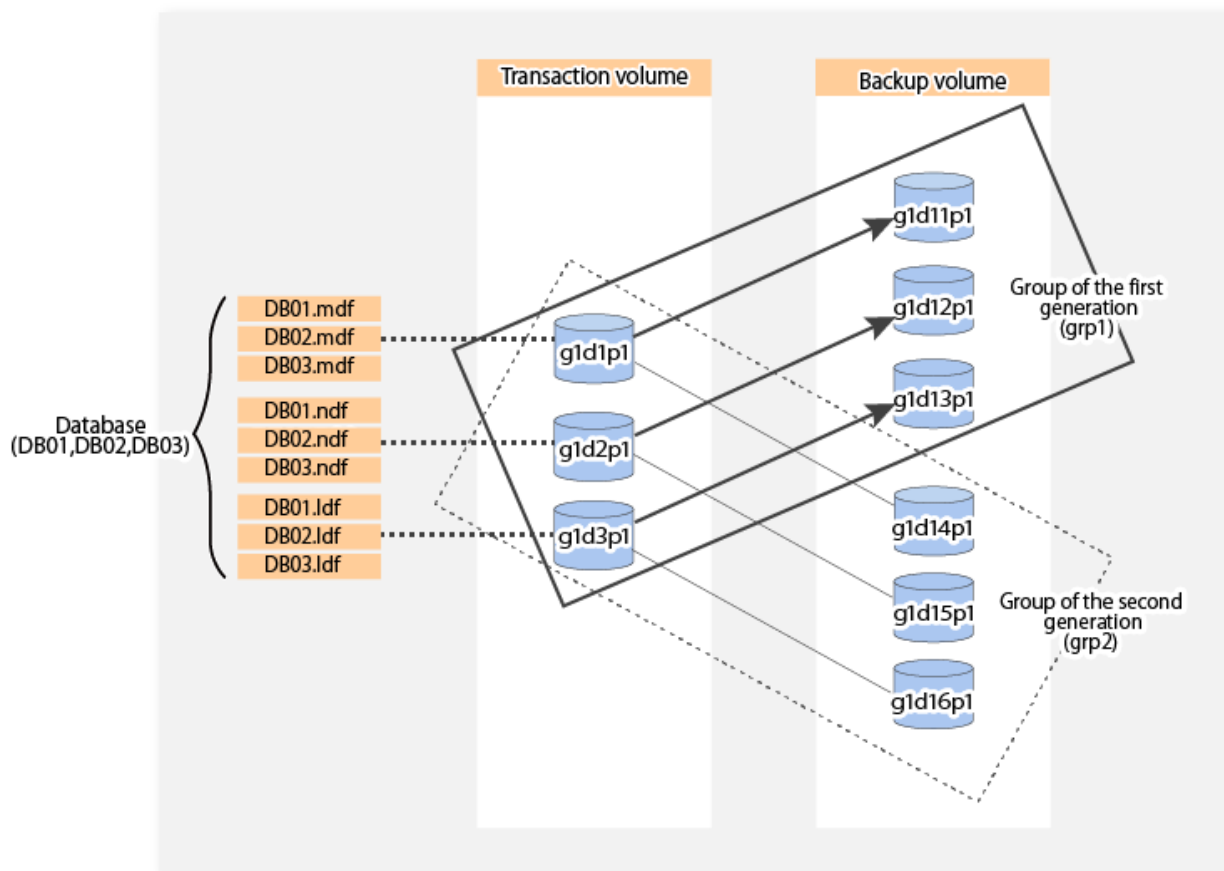 Transaction volume
Backup volume
Database
(DB01,DB02,DB03)
DB01.mdf
DB02.mdf
DB03.mdf
DB01.ndf
DB02.ndf
DB03.ndf
DB01.ldf
DB02.ldf
DB03.ldf
g1d1p1
g1d2p1
g1d3p1
g1d11p1
g1d12p1
g1d13p1
Group of the first
generation
(grp1)
g1d14p1
g1d15p1
g1d16p1
Group of the second
generation
(grp2)